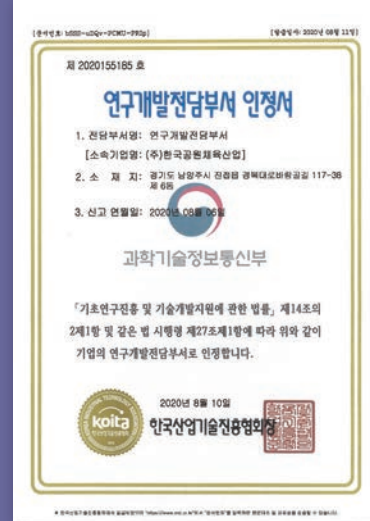 제 2020155185 호
연구개발전담부서 인정서
1. 전담부서명: 연구개발전담부서
[소속기업명: (주)한국공원체육산업]
2. 소 재 지: 경기도 남양주시 진접읍 경복대로바람골길 117-38
제 6동
3. 신고 연월일: 2020년 08월 06일
과학기술정보통신부
「기초연구진흥 및 기술개발지원에 관한 법률」 제14조의
2제1항 및 같은 법 시행령 제27조제1항에 따라 위와 같이
기업의 연구개발전담부서로 인정합니다.
2020년 8월 10일
koita
한국산업기술진흥협회장